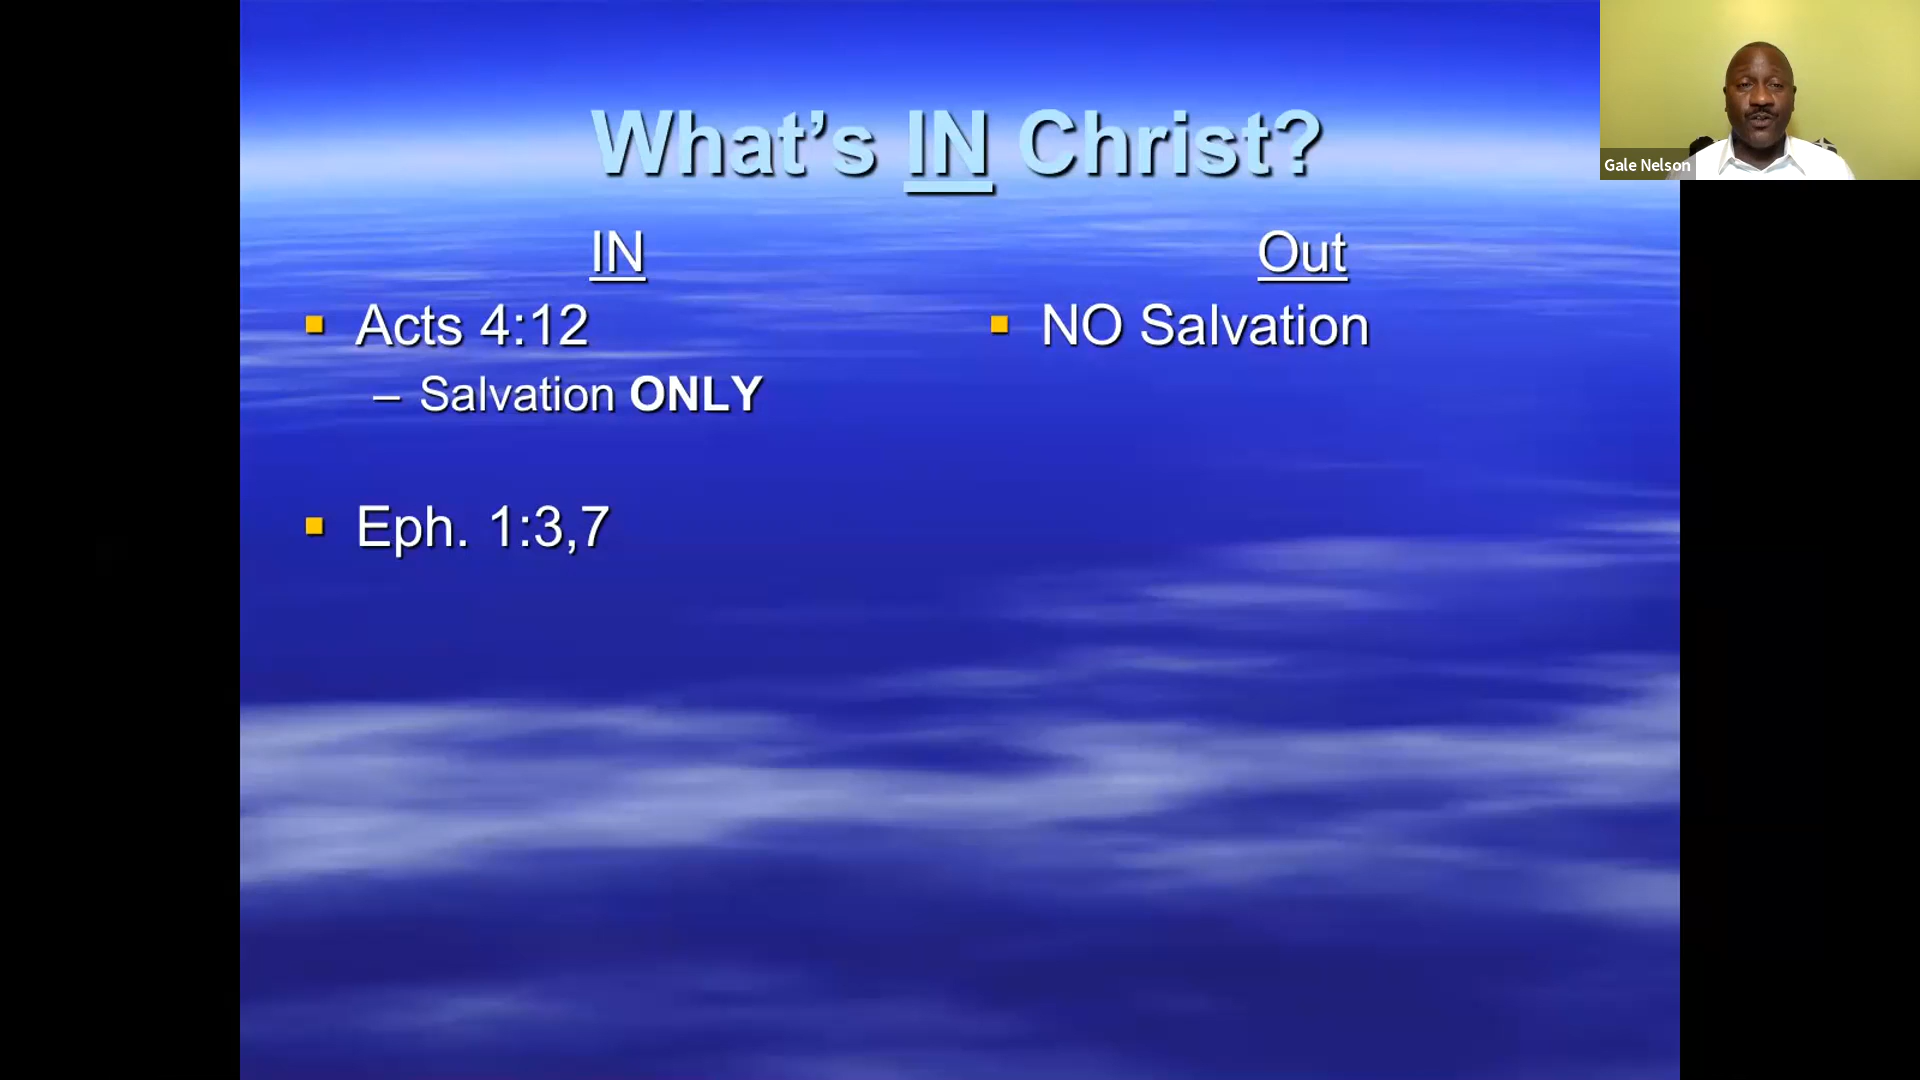 What's IN Christ?
IN
Acts 4:12
– Salvation ONLY
Eph. 1:3,7
Out
NO Salvation
Gale Nelson